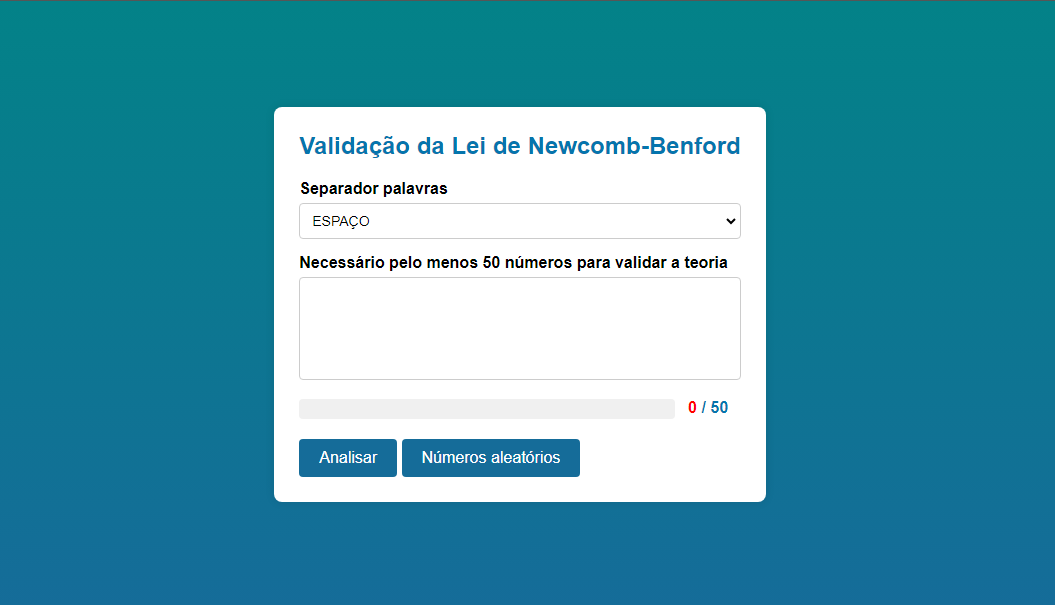 Validação da Lei de Newcomb-Benford
Separador palavras
ESPAÇO
Necessário pelo menos 50 números para validar a teoria
0 / 50
Analisar
Números aleatórios